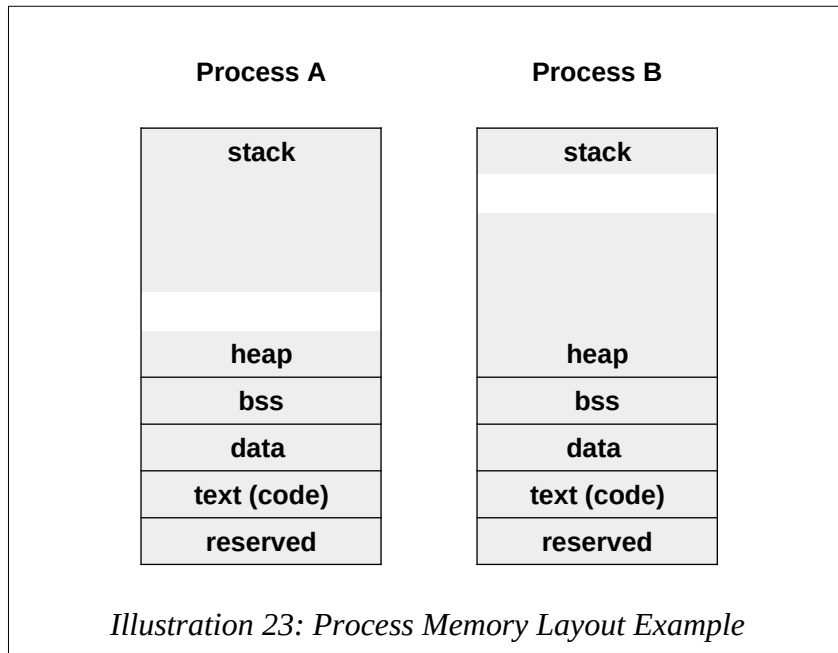 Process A
Process B
stack
stack
heap
heap
bss
bss
data
data
text (code)
text (code)
reserved
reserved
Illustration 23: Process Memory Layout Example